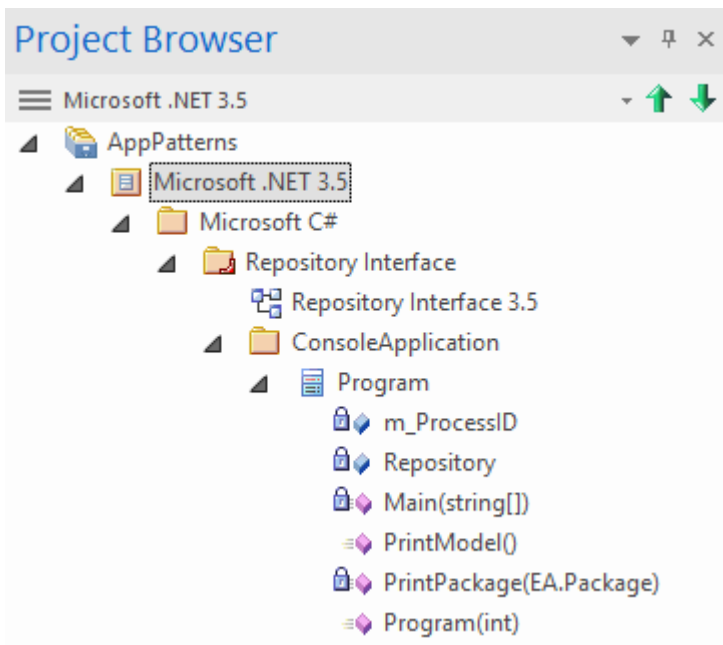 Project Browser
Microsoft .NET 3.5
AppPatterns
Microsoft .NET 3.5
Microsoft C#
Repository Interface
Repository Interface 3.5
ConsoleApplication
Program
m_ProcessID
Repository
Main(string[])
PrintModel()
PrintPackage(EA.Package)
Program(int)